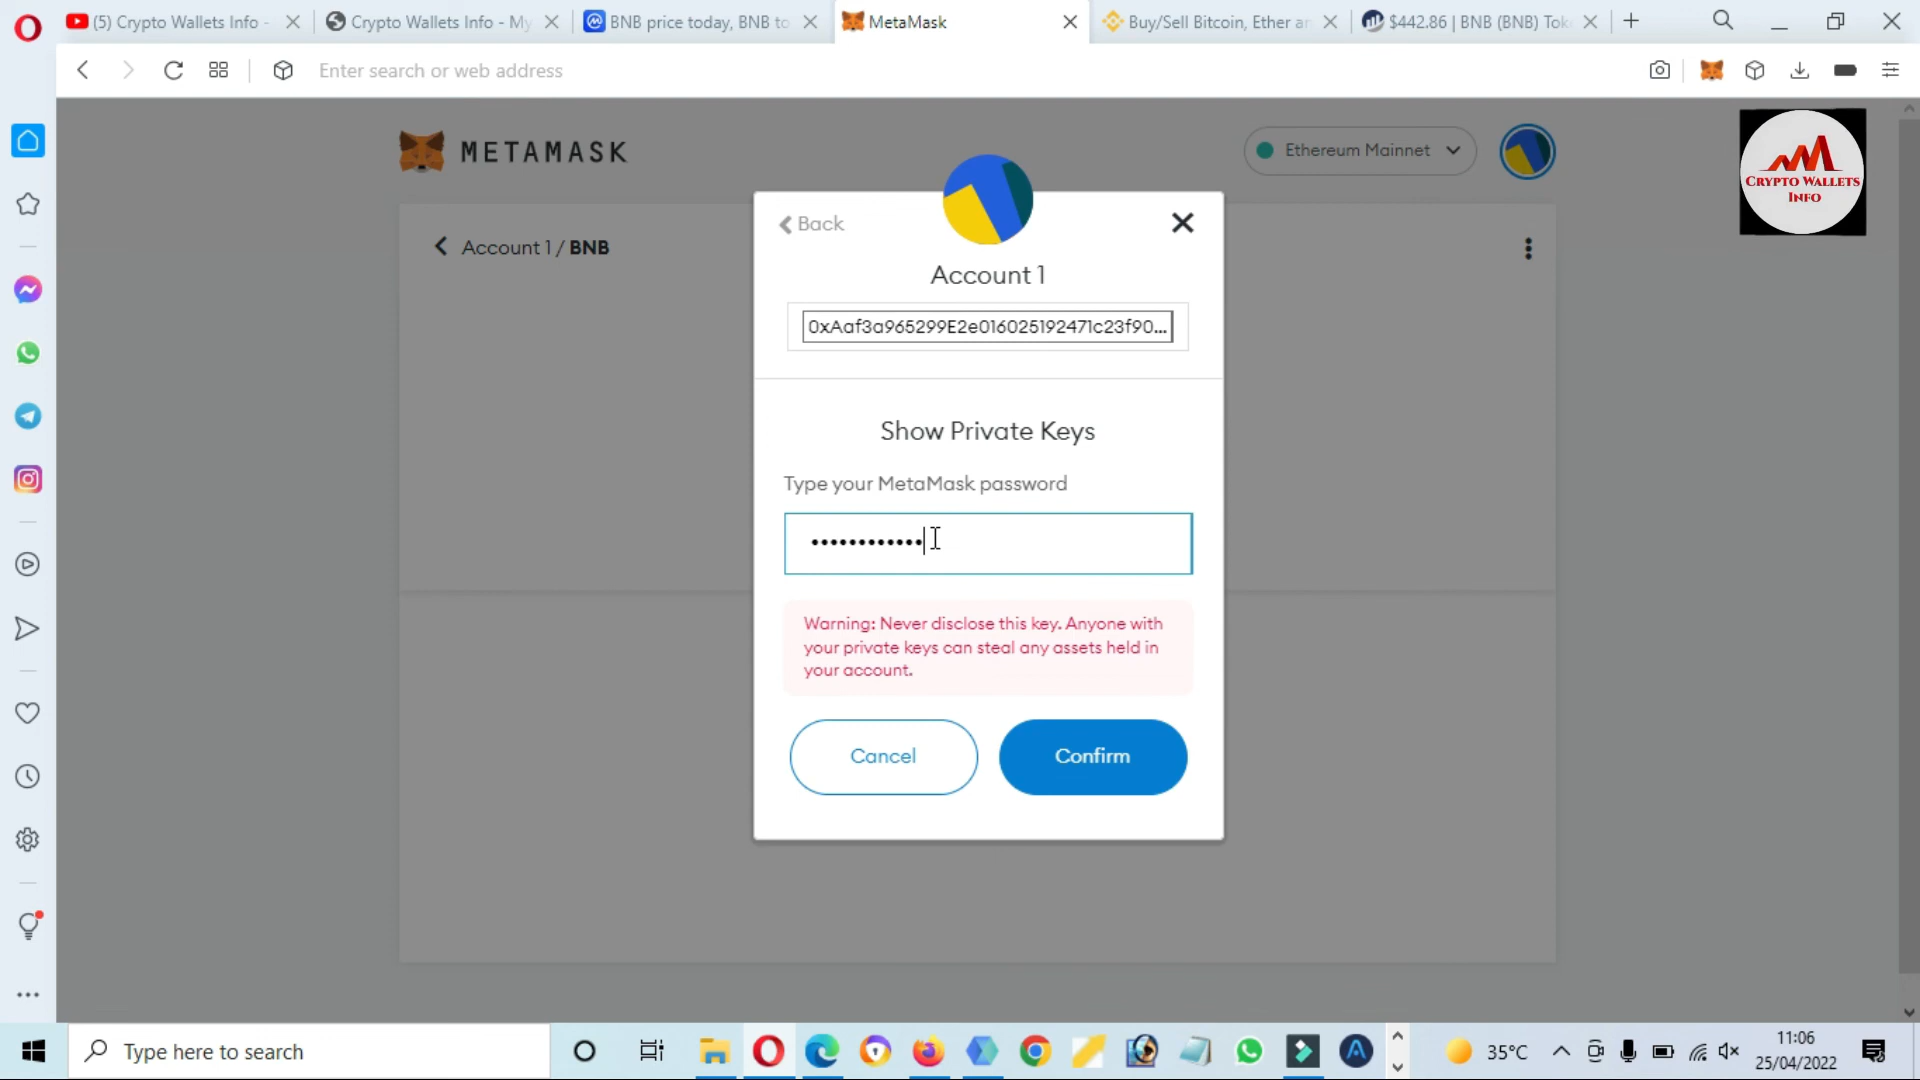 (5) Crypto Wallets Info -
Crypto Wallets Info - My
BNB price today, BNB to
MetaMask
Buy/Sell Bitcoin, Ether an
$442.86 | BNB (BNB) Tok
Enter search or web address
METAMASK
Ethereum Mainnet
CRYPTO WALLETS
INFO
Back
Account 1 / BNB
Account 1
0xAaf3a965299E2e016025192471c23f90...
Show Private Keys
Type your MetaMask password
Warning: Never disclose this key. Anyone with
your private keys can steal any assets held in
your account.
Cancel
Confirm
Type here to search
35°C
11:06
25/04/2022